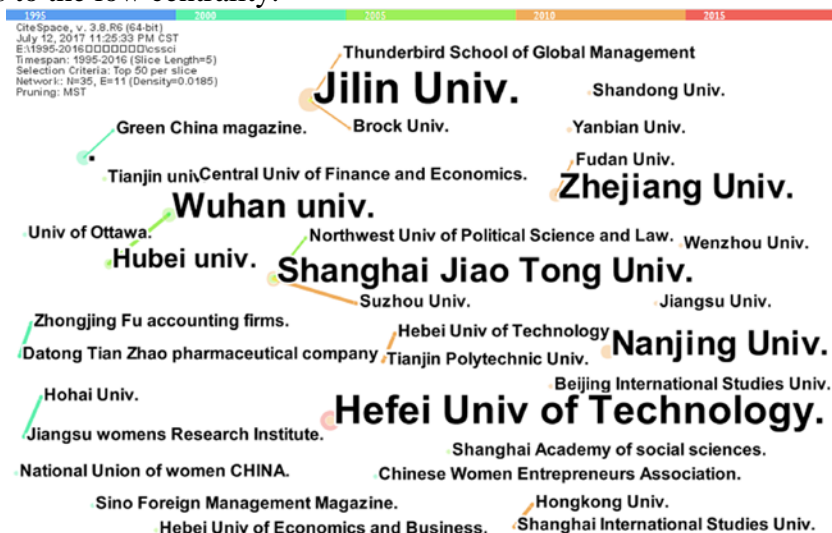 to the low centrality.
1995 2000 2005 2010 2015
CiteSpace, v. 3.8.R6 (64-bit)
July 12, 2017 11:25:33 PM CST
E:\1995-2016□□□□□□□\cssci
Timespan: 1995-2016 (Slice Length=5)
Selection Criteria: Top 50 per slice
Network: N=35, E=11 (Density=0.0185)
Pruning: MST
Thunderbird School of Global Management
Jilin Univ.
Shandong Univ.
Green China magazine.
Brock Univ.
Yanbian Univ.
Fudan Univ.
Tianjin univ
Central Univ of Finance and Economics.
Zhejiang Univ.
Wuhan univ.
Univ of Ottawa.
Northwest Univ of Political Science and Law.
Wenzhou Univ.
Hubei univ.
Shanghai Jiao Tong Univ.
Suzhou Univ.
Jiangsu Univ.
Zhongjing Fu accounting firms.
Hebei Univ of Technology
Nanjing Univ.
Datong Tian Zhao pharmaceutical company
Tianjin Polytechnic Univ.
Beijing International Studies Univ.
Hohai Univ.
Hefei Univ of Technology.
Jiangsu womens Research Institute.
Shanghai Academy of social sciences.
National Union of women CHINA.
Chinese Women Entrepreneurs Association.
Sino Foreign Management Magazine.
Hongkong Univ.
Hebei Univ of Economics and Business.
Shanghai International Studies Univ.